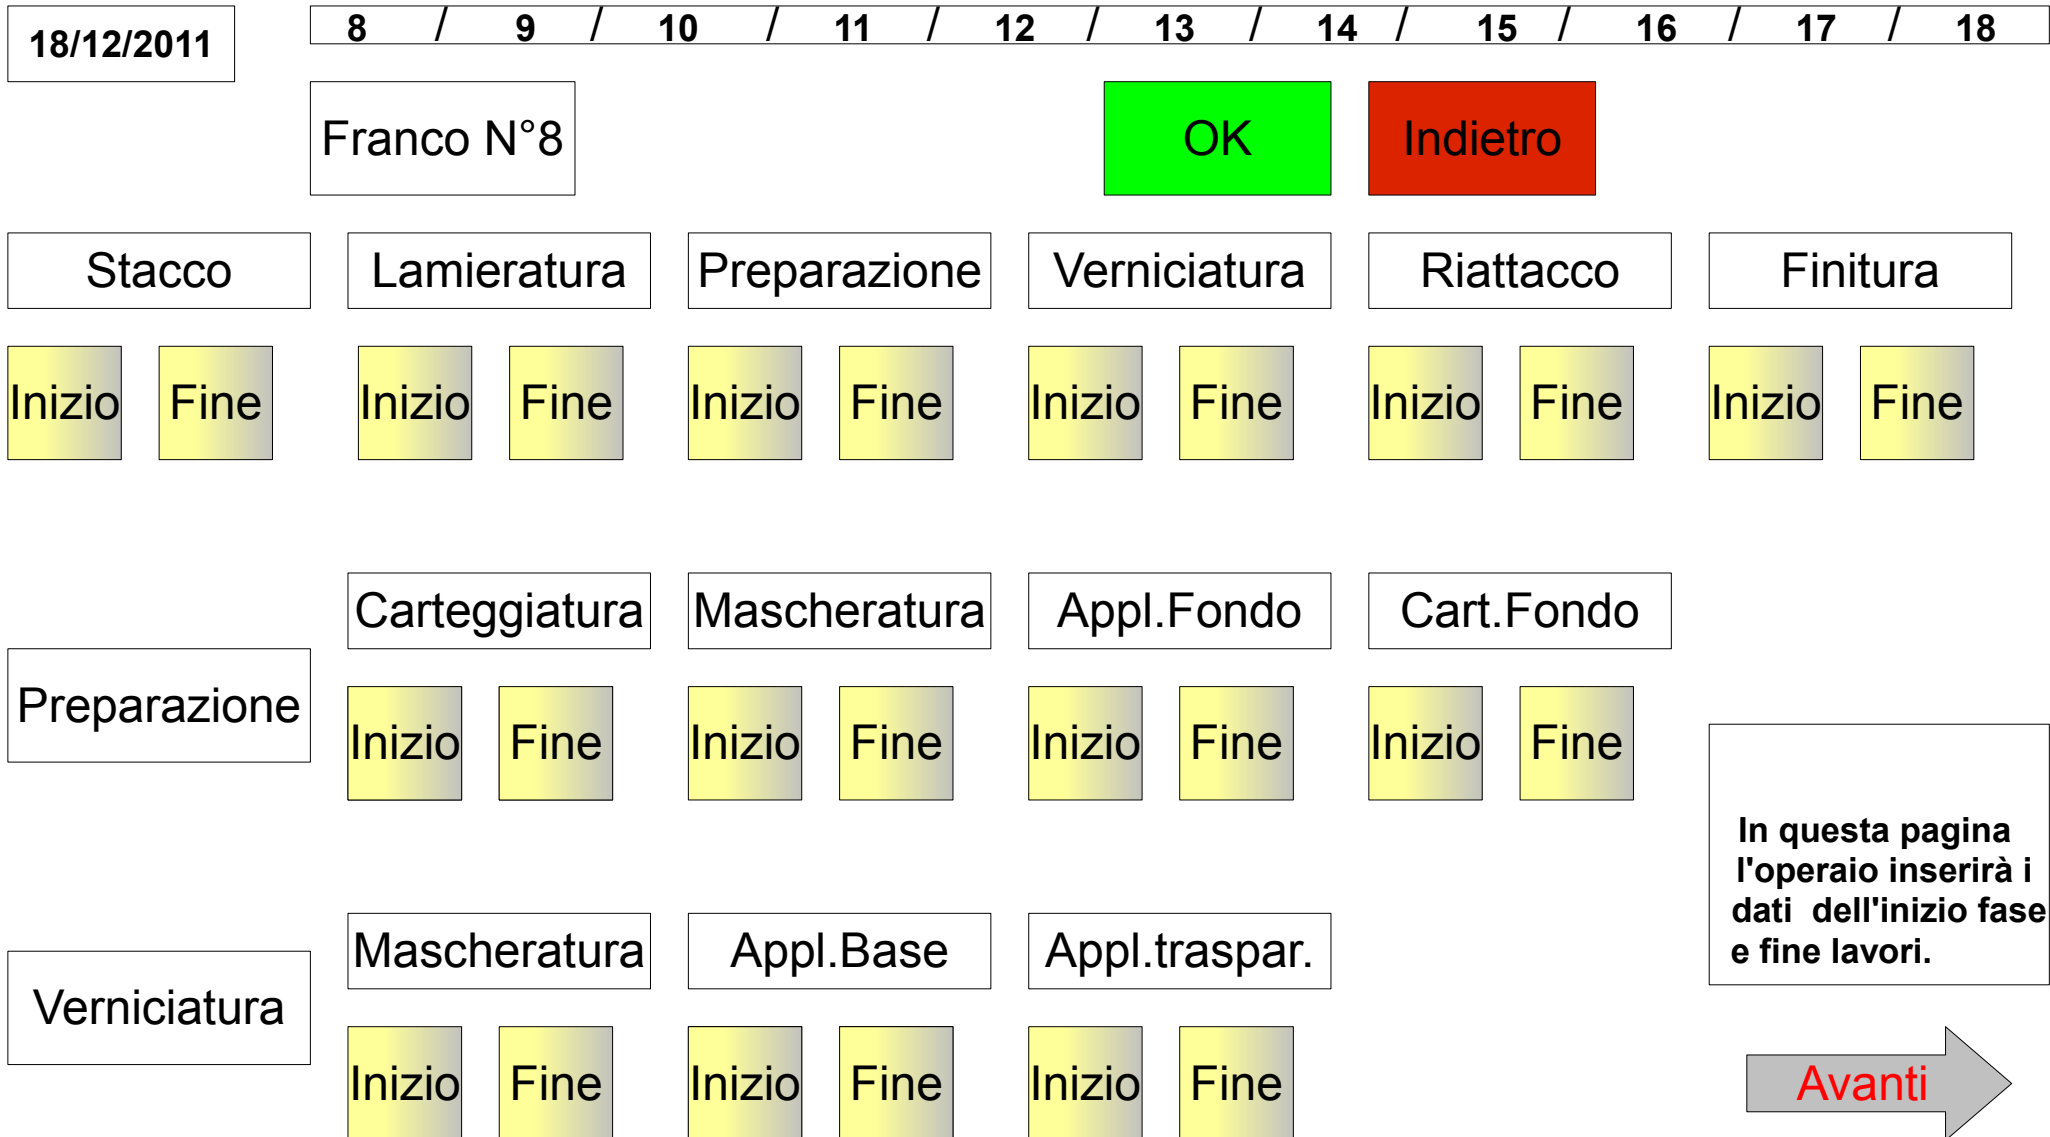 18/12/2011
8 / 9 / 10 / 11 / 12 / 13 / 14 / 15 / 16 / 17 / 18
Franco N°8
OK
Indietro
Stacco
Lamieratura
Preparazione
Verniciatura
Riattacco
Finitura
Inizio Fine Inizio Fine Inizio Fine Inizio Fine Inizio Fine Inizio Fine
Carteggiatura
Mascheratura
Appl.Fondo
Cart.Fondo
Preparazione
Inizio Fine Inizio Fine Inizio Fine Inizio Fine
In questa pagina
l'operaio inserirà i
dati dell'inizio fase
e fine lavori.
Mascheratura
Appl.Base
Appl.traspar.
Verniciatura
Inizio Fine Inizio Fine Inizio Fine
Avanti